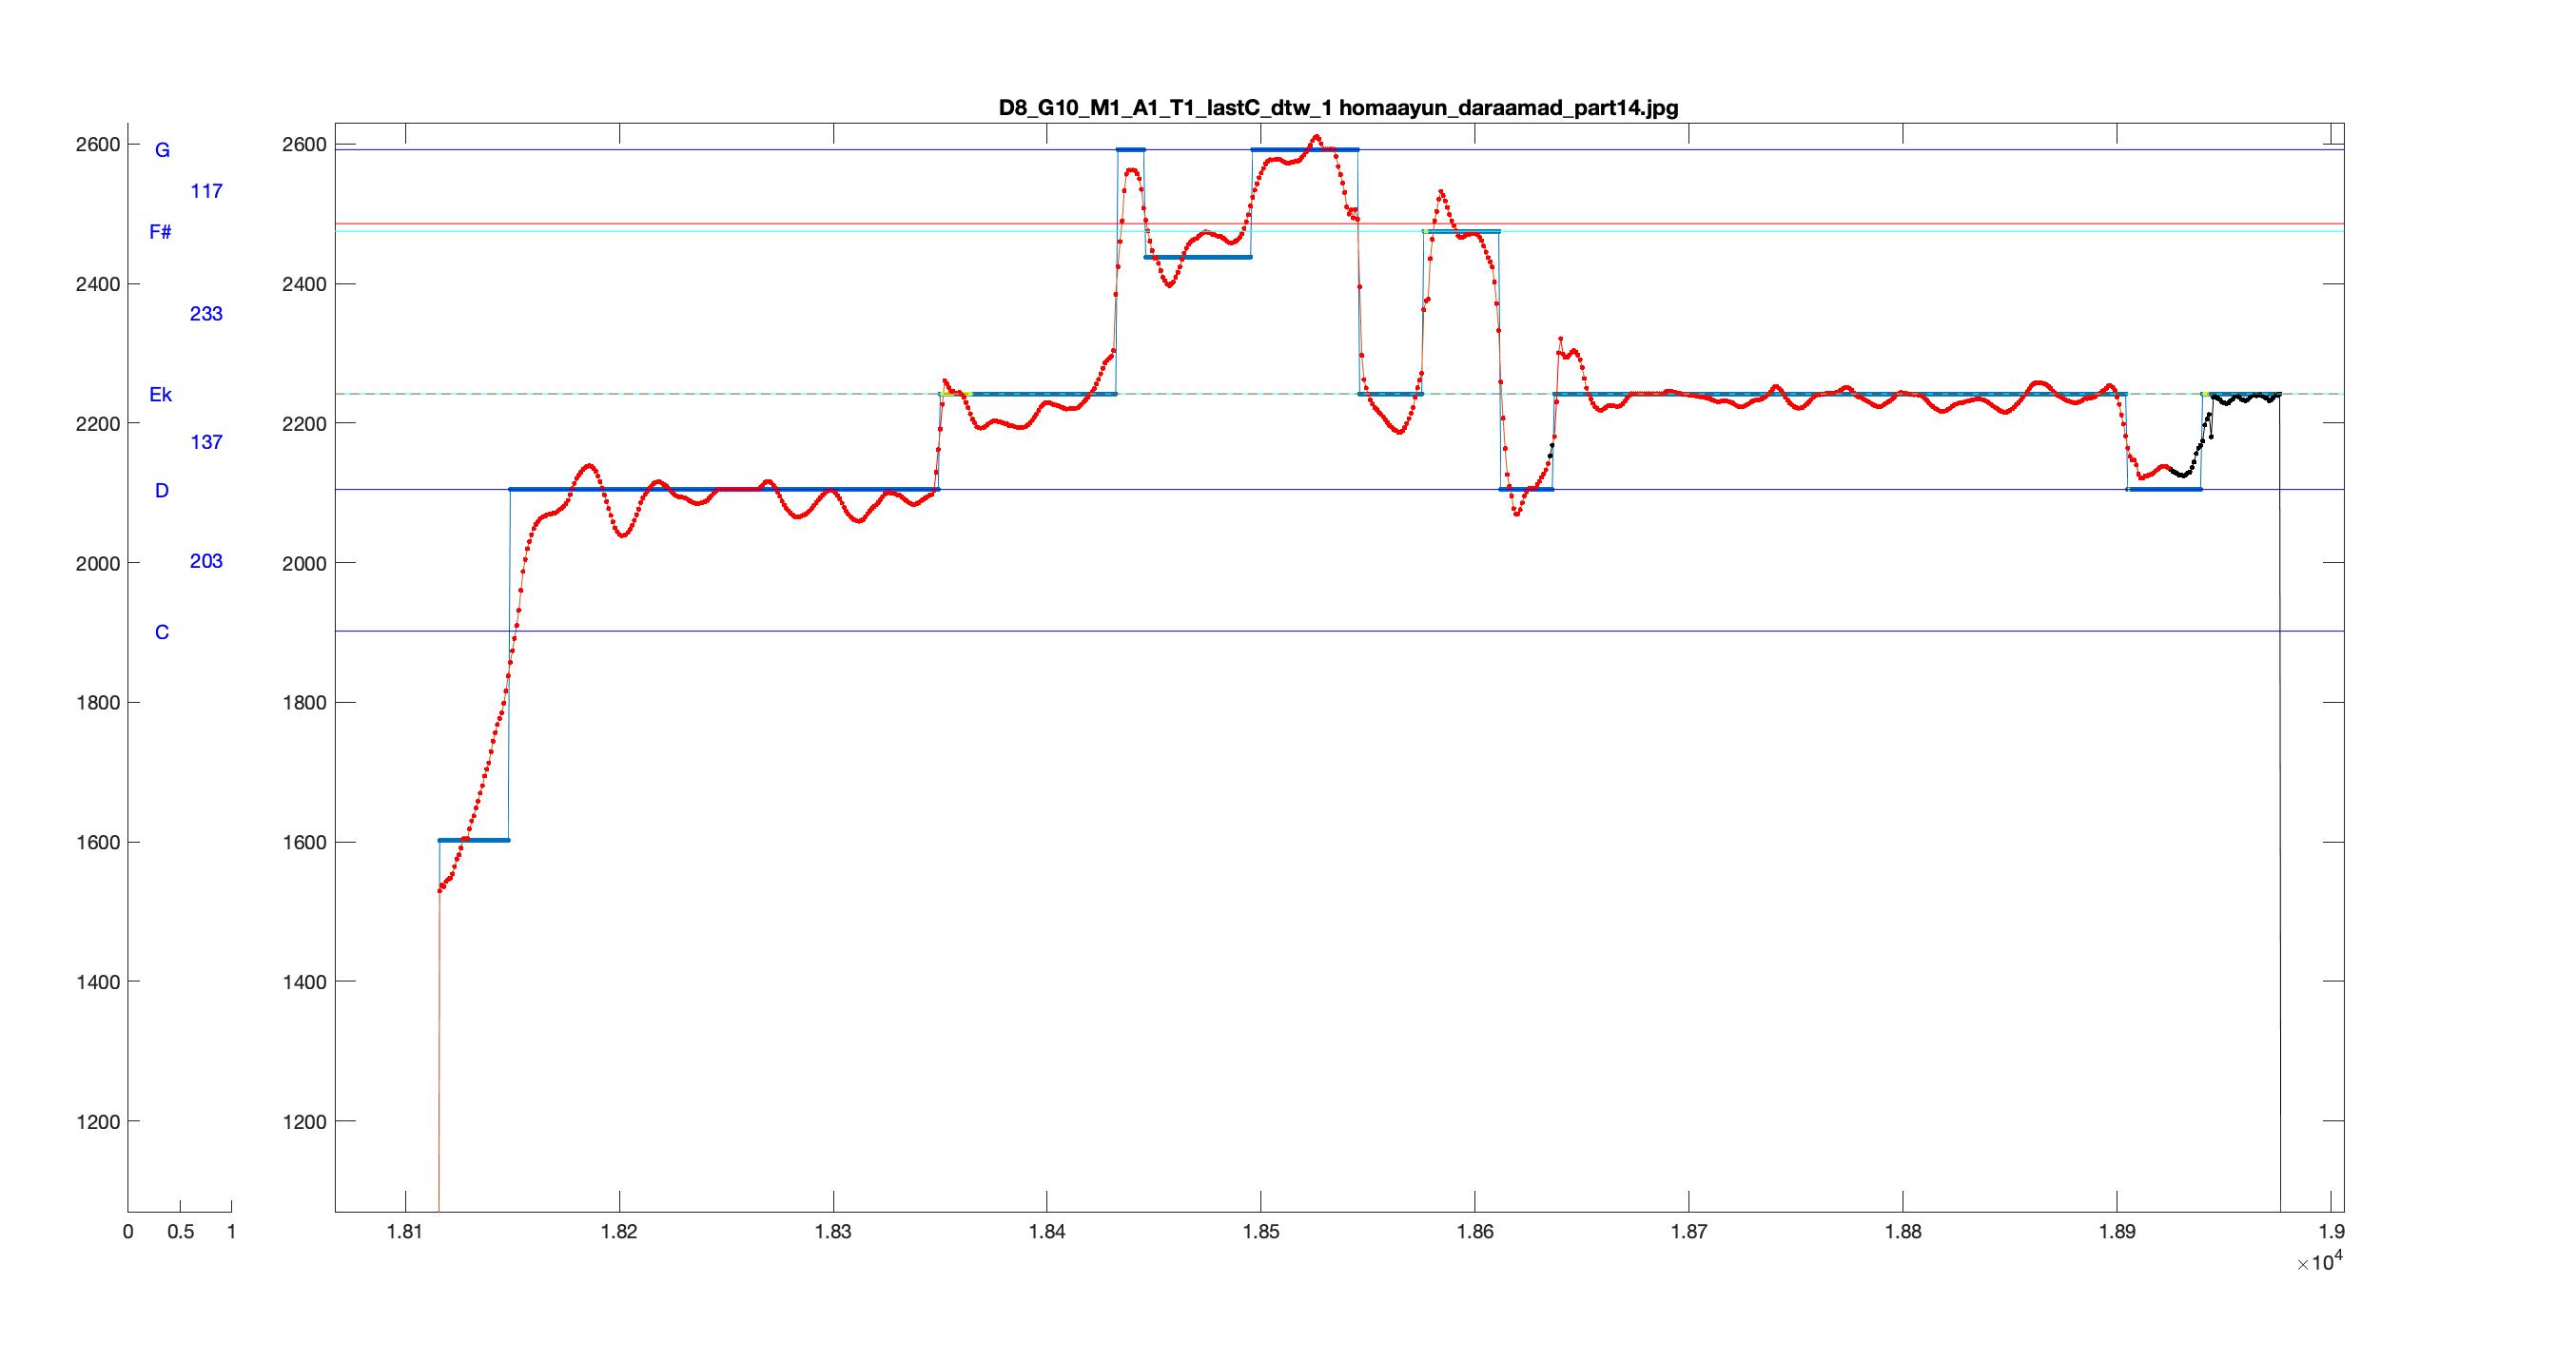 D8_G10_M1_A1_T1_lastC_dtw_1 homaayun_daraamad_part14.jpg
2600 G 2600
117
F#
2400 2400
233
Ek
2200 2200
137
D
2000 203 2000
C
1800 1800
1600 1600
1400 1400
1200 1200
0 0.5 1 1.81 1.82 1.83 1.84 1.85 1.86 1.87 1.88 1.89 1.9
×10^4